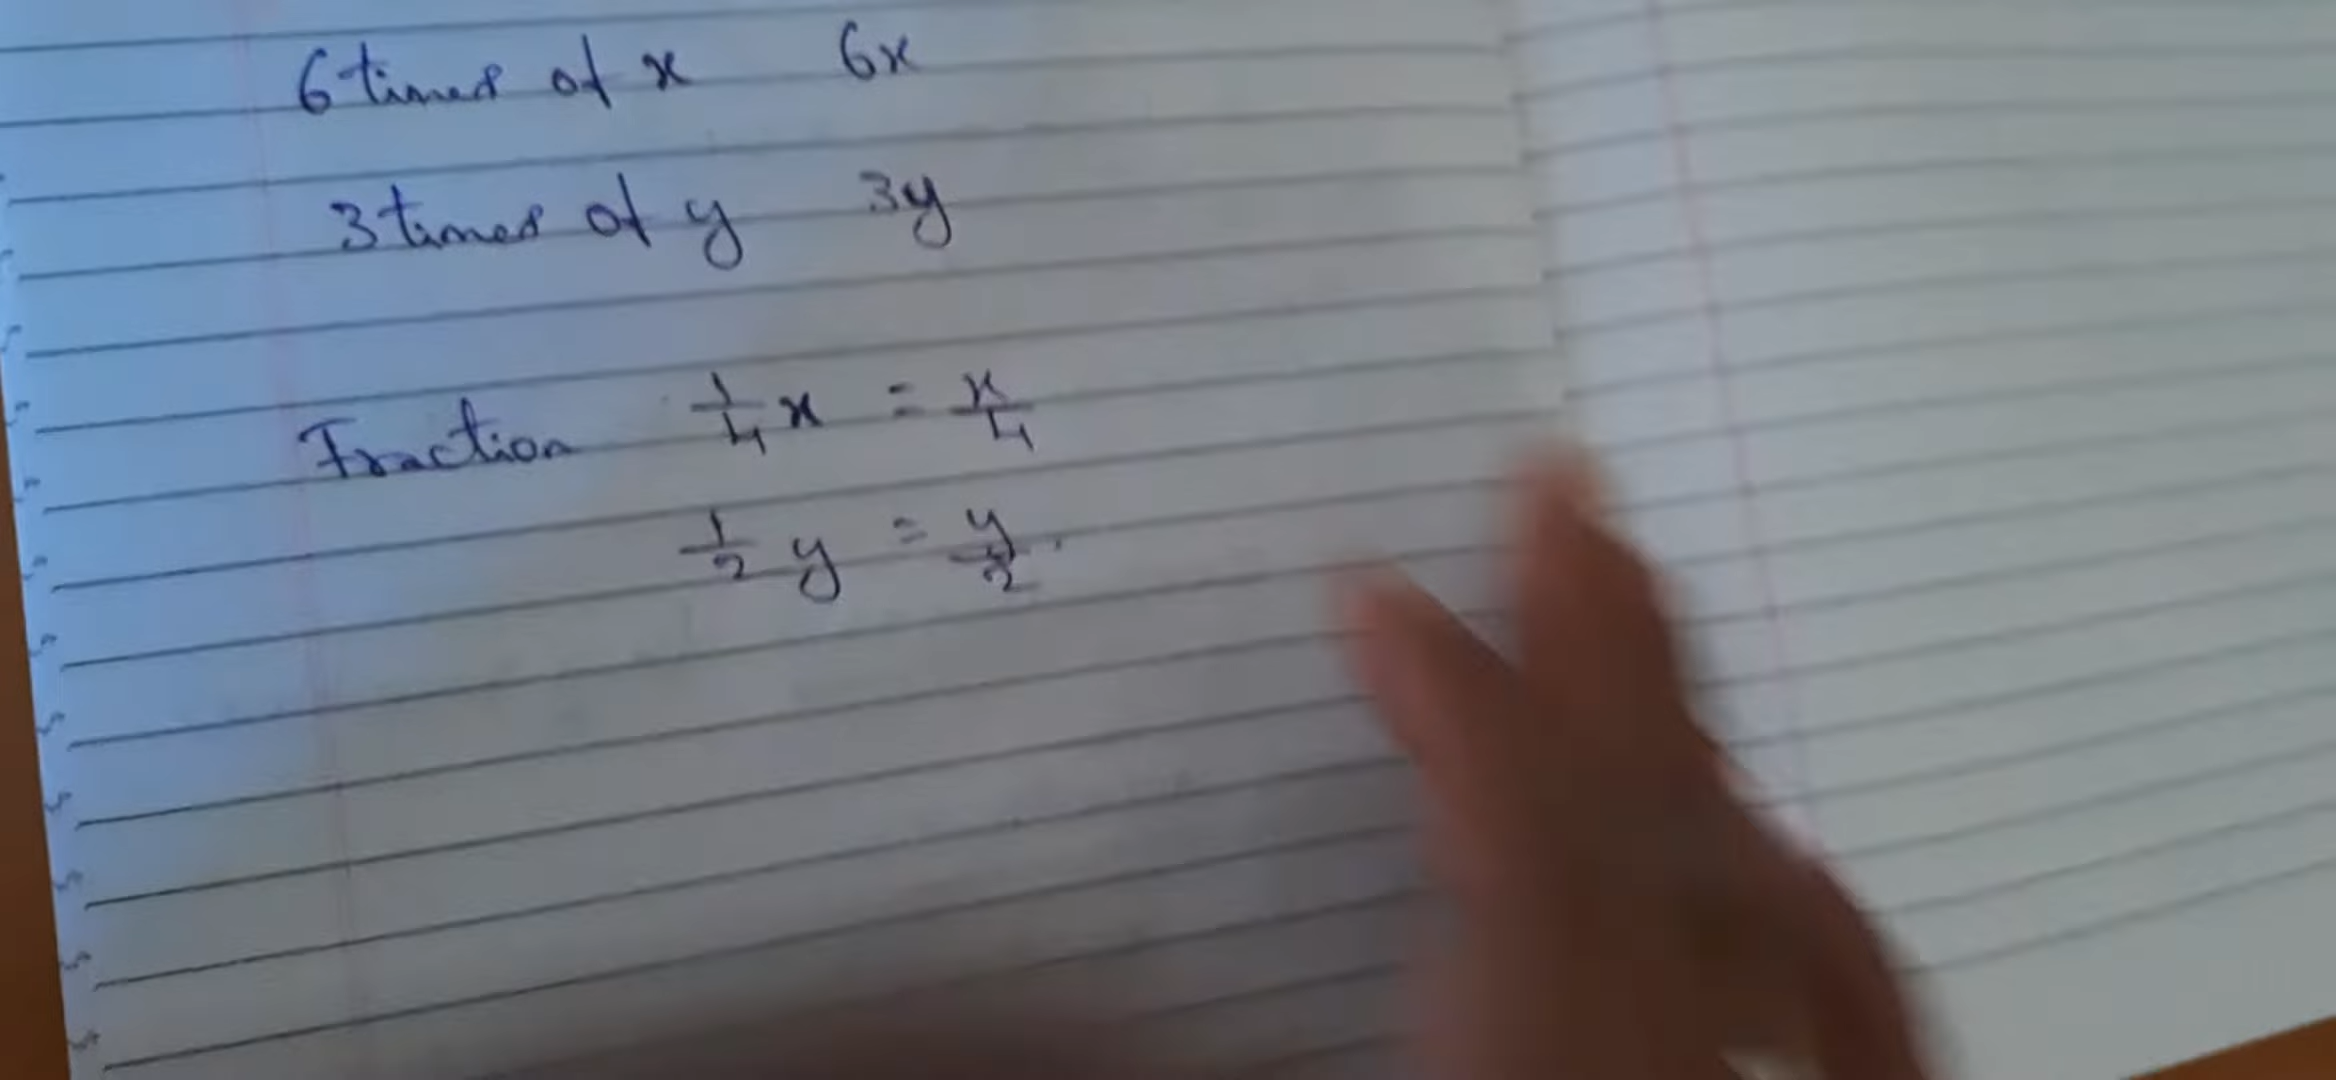 6 times of x 6x
3 times of y 3y
Fraction 1/4 x = x/4
1/2 y = y/2